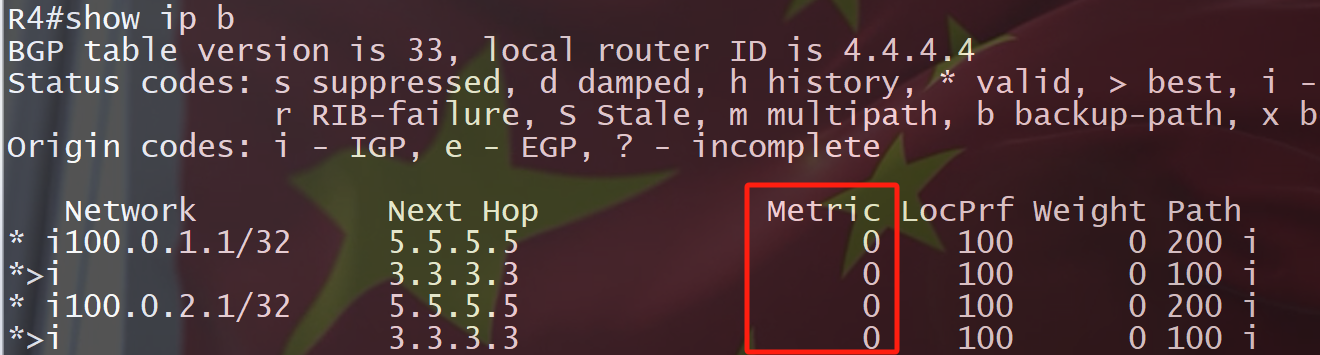 R4#show ip b
BGP table version is 33, local router ID is 4.4.4.4
Status codes: s suppressed, d damped, h history, * valid, > best, i -
r RIB-failure, S Stale, m multipath, b backup-path, x b
Origin codes: i - IGP, e - EGP, ? - incomplete
Network Next Hop Metric LocPrf Weight Path
* i100.0.1.1/32 5.5.5.5 0 100 0 200 i
*>i 3.3.3.3 0 100 0 100 i
* i100.0.2.1/32 5.5.5.5 0 100 0 200 i
*>i 3.3.3.3 0 100 0 100 i